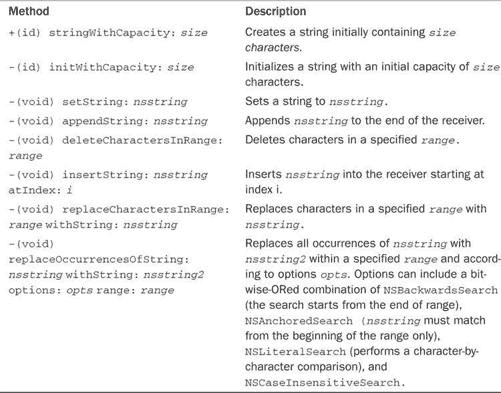 Method Description
+(id) stringWithCapacity: size Creates a string initially containing size
characters.
-(id) initWithCapacity: size Initializes a string with an initial capacity of size
characters.
-(void) setString: nsstring Sets a string to nsstring.
-(void) appendString: nsstring Appends nsstring to the end of the receiver.
-(void) deleteCharactersInRange: Deletes characters in a specified range.
range
-(void) insertString: nsstring Inserts nsstring into the receiver starting at
atIndex: i index i.
-(void) replaceCharactersInRange: Replaces characters in a specified range with
range withString: nsstring nsstring.
-(void) Replaces all occurrences of nsstring with
replaceOccurrencesOfString: nsstring2 within a specified range and accord-
nsstring withString: nsstring2 ing to options opts. Options can include a bit-
options: opts range: range wise-ORed combination of NSBackwardsSearch
(the search starts from the end of range),
NSAnchoredSearch (nsstring must match
from the beginning of the range only),
NSLiteralSearch (performs a character-by-
character comparison), and
NSCaseInsensitiveSearch.